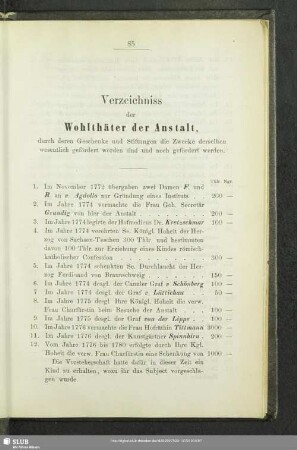 85
Verzeichniss
der
Wohlthäter der Anstalt,
durch deren Geschenke und Stiftungen die Zwecke derselben
wesentlich gefördert worden sind und noch gefördert werden.
Thlr. Ngr.
1. Im November 1772 übergaben zwei Damen F. und
B. zu v. Agdollo zur Gründung eines Instituts 200 —
2. Im Jahre 1774 vermachte die Frau Geh. Secretär
Grundig von hier der Anstalt 200 —
3. Im Jahre 1774 legirte der Hofmedicus Dr. 100 —
4. Im Jahre 1774 verehrten Se. Königl. Hoheit der Her-
zog von Sachsen-Teschen 100 Thlr. und bestimmten
davon 100 Thlr. zur Erziehung eines Kindes römisch-
katholischer Confession 300 —
5. Im Jahre 1774 schenkten Se. Durchlaucht der Her-
zog Ferdinand von Braunschweig 150 —
6. Im Jahre 1774 desgl. der Canzler Graf v. Schönberg 100 —
7. Im Jahre 1774 desgl. der Graf v. Lüttichau 50 —
8. Im Jahre 1775 desgl. Ihre Königl. Hoheit die verw.
Frau Churfürstin beim Besuche der Anstalt 100 —
9. Im Jahre 1775 desgl. der Graf von der Lippe 100 —
10. Im Jahre 1776 vermachte die Frau Hofräthin Tittmann 3000 —
11. Im Jahre 1776 desgl. der Kunstgärtner 200 —
12. Vom Jahre 1776 bis 1780 erfolgte durch Ihre Kgl.
Hoheit die verw. Frau Churfürstin eine Schenkung von 1000 —
Die Vorsteherschaft hatte dafür in dieser Zeit ein
Kind zu erhalten, wozu ihr das Subject vorgeschla-
gen wurde
SLUB